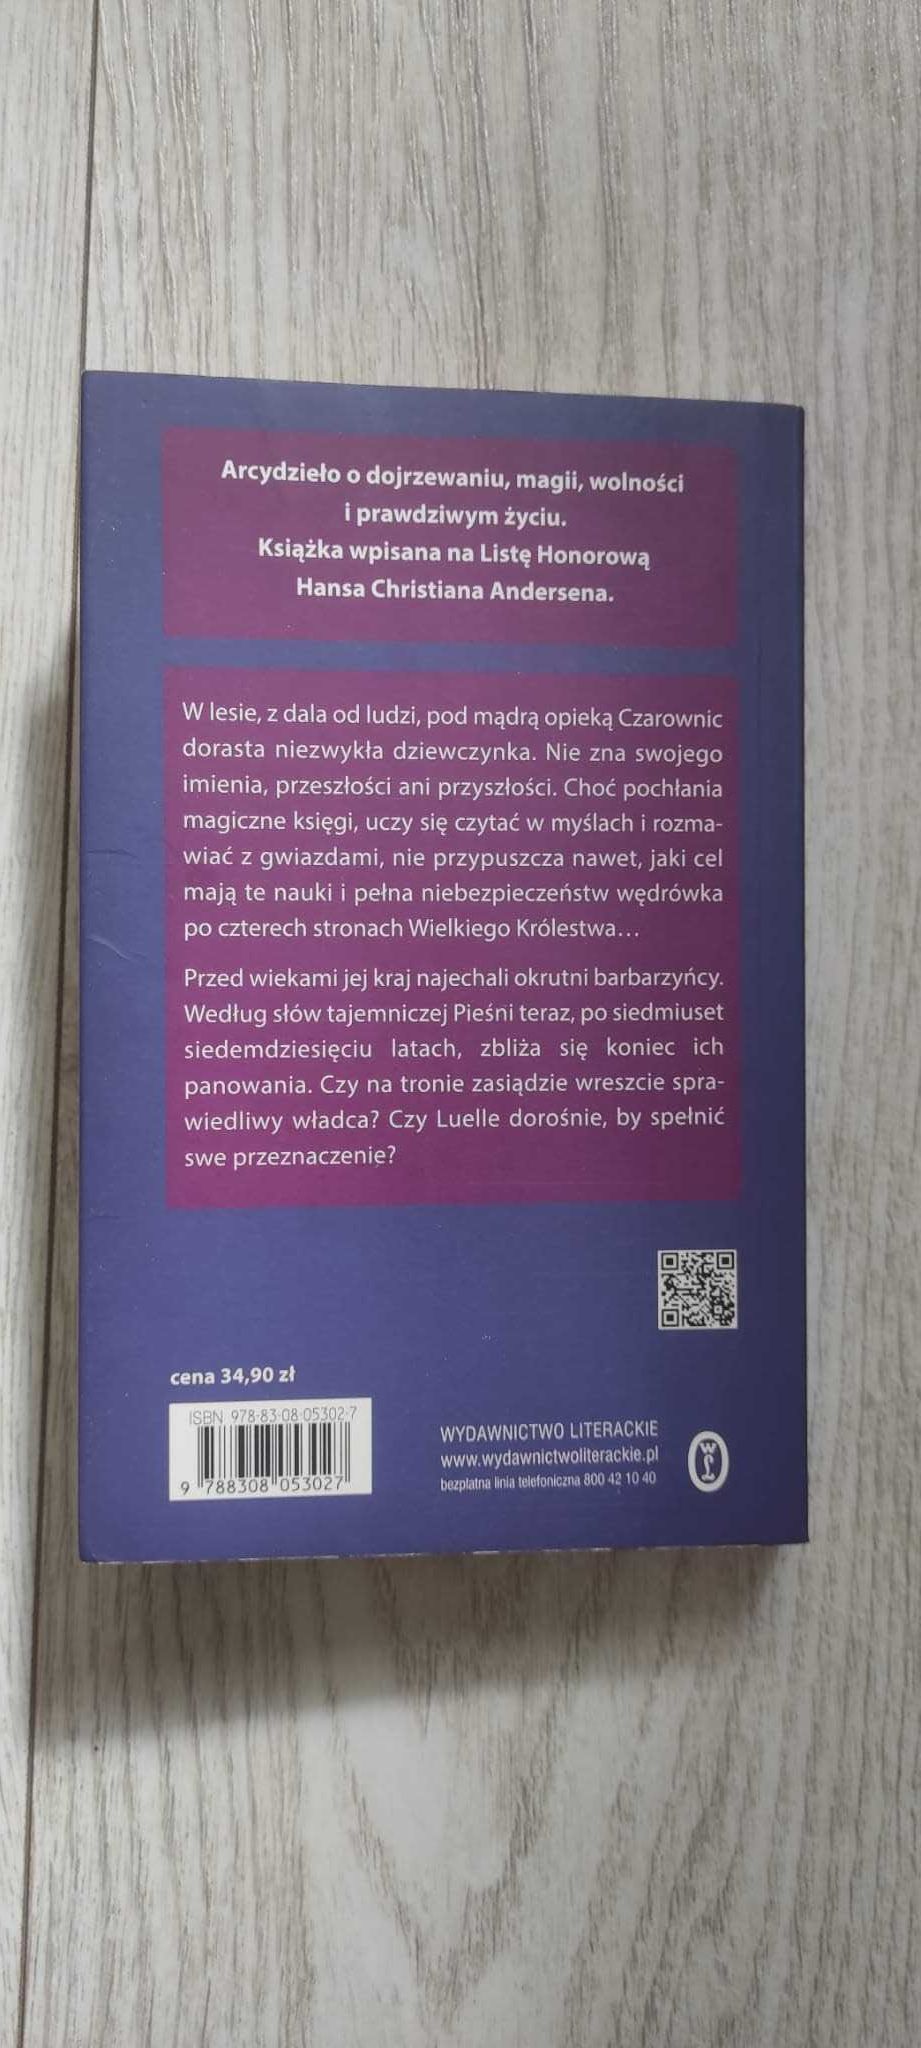 Arcydzieło o dojrzewaniu, magii, wolności
i prawdziwym życiu.
Książka wpisana na Listę Honorową
Hansa Christiana Andersena.
W lesie, z dala od ludzi, pod mądrą opieką Czarownic
dorasta niezwykła dziewczynka. Nie zna swojego
imienia, przeszłości ani przyszłości. Choć pochłania
magiczne księgi, uczy się czytać w myślach i rozma-
wiać z gwiazdami, nie przypuszcza nawet, jaki cel
mają te nauki i pełna niebezpieczeństw wędrówka
po czterech stronach Wielkiego Królestwa...
Przed wiekami jej kraj najechali okrutni barbarzyńcy.
Według słów tajemniczej Pieśni teraz, po siedmiuset
siedemdziesięciu latach, zbliża się koniec ich
panowania. Czy na tronie zasiądzie wreszcie spra-
wiedliwy władca? Czy Luelle dorośnie, by spełnić
swe przeznaczenie?
cena 34,90 zł
ISBN 978-83-08-05302-7
9 788308 053027
WYDAWNICTWO LITERACKIE
www.wydawnictwoliterackie.pl
bezpłatna linia telefoniczna 800 42 10 40
WL